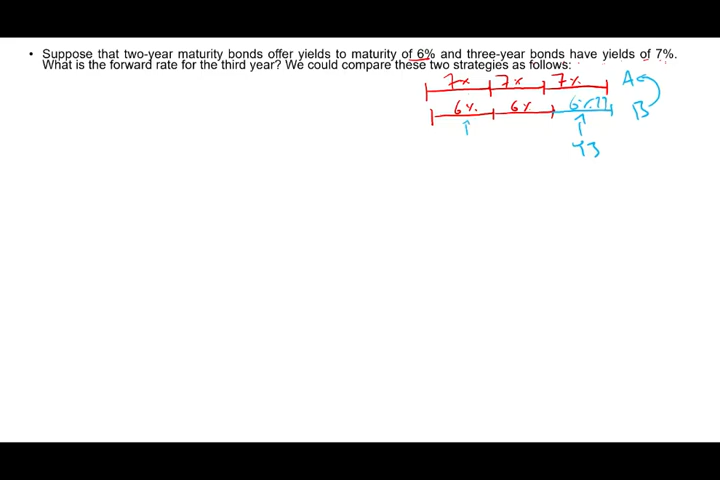 • Suppose that two-year maturity bonds offer yields to maturity of 6% and three-year bonds have yields of 7%.
What is the forward rate for the third year? We could compare these two strategies as follows:
7% 7% 7% A
6% 6% 6%?? B
Y3